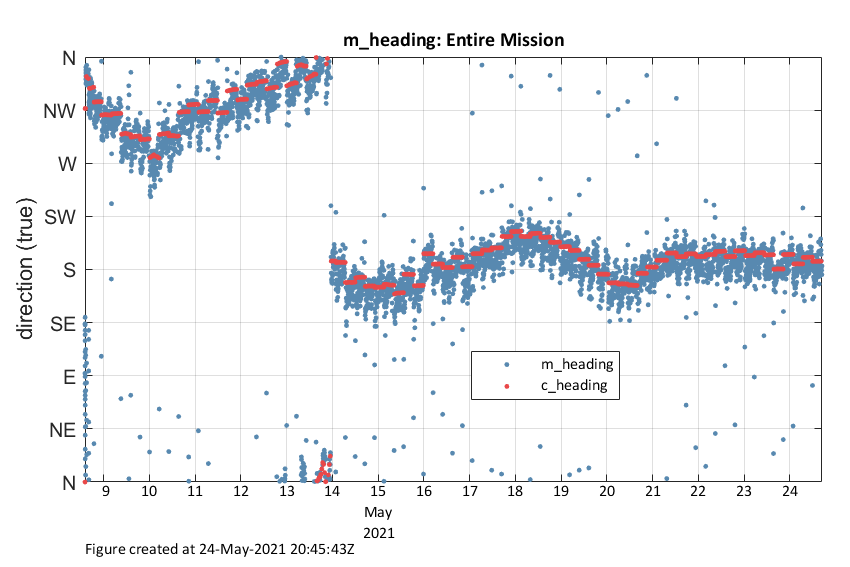 m_heading: Entire Mission
direction (true)
N
NW
W
SW
S
SE
E
NE
N
m_heading
c_heading
9 10 11 12 13 14 15 16 17 18 19 20 21 22 23 24
May
2021
Figure created at 24-May-2021 20:45:43Z